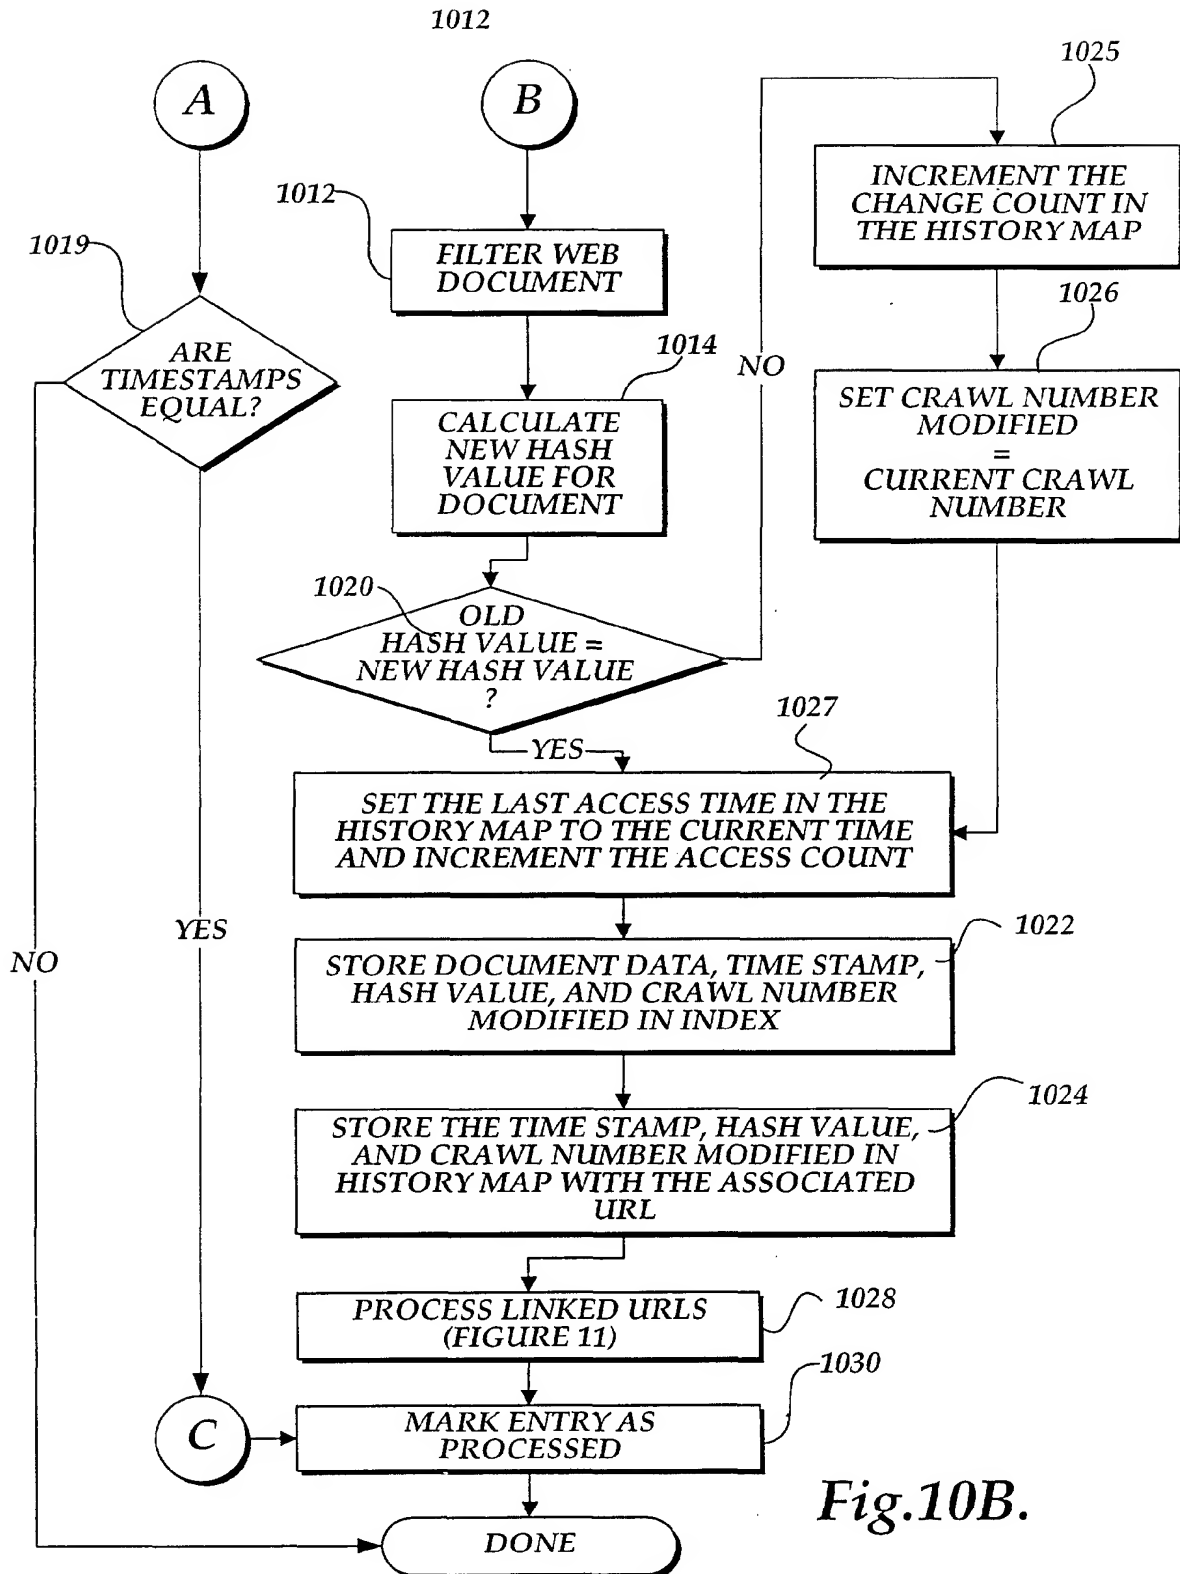 1012
A
B
1025
INCREMENT THE
CHANGE COUNT IN
THE HISTORY MAP
1012
FILTER WEB
DOCUMENT
1019
ARE
TIMESTAMPS
EQUAL?
1026
SET CRAWL NUMBER
MODIFIED
=
CURRENT CRAWL
NUMBER
1014
CALCULATE
NEW HASH
VALUE FOR
DOCUMENT
NO
1020
OLD
HASH VALUE =
NEW HASH VALUE
?
YES
1027
SET THE LAST ACCESS TIME IN THE
HISTORY MAP TO THE CURRENT TIME
AND INCREMENT THE ACCESS COUNT
YES
NO
1022
STORE DOCUMENT DATA, TIME STAMP,
HASH VALUE, AND CRAWL NUMBER
MODIFIED IN INDEX
1024
STORE THE TIME STAMP, HASH VALUE,
AND CRAWL NUMBER MODIFIED IN
HISTORY MAP WITH THE ASSOCIATED
URL
1028
PROCESS LINKED URLS
(FIGURE 11)
1030
C
MARK ENTRY AS
PROCESSED
DONE
Fig.10B.